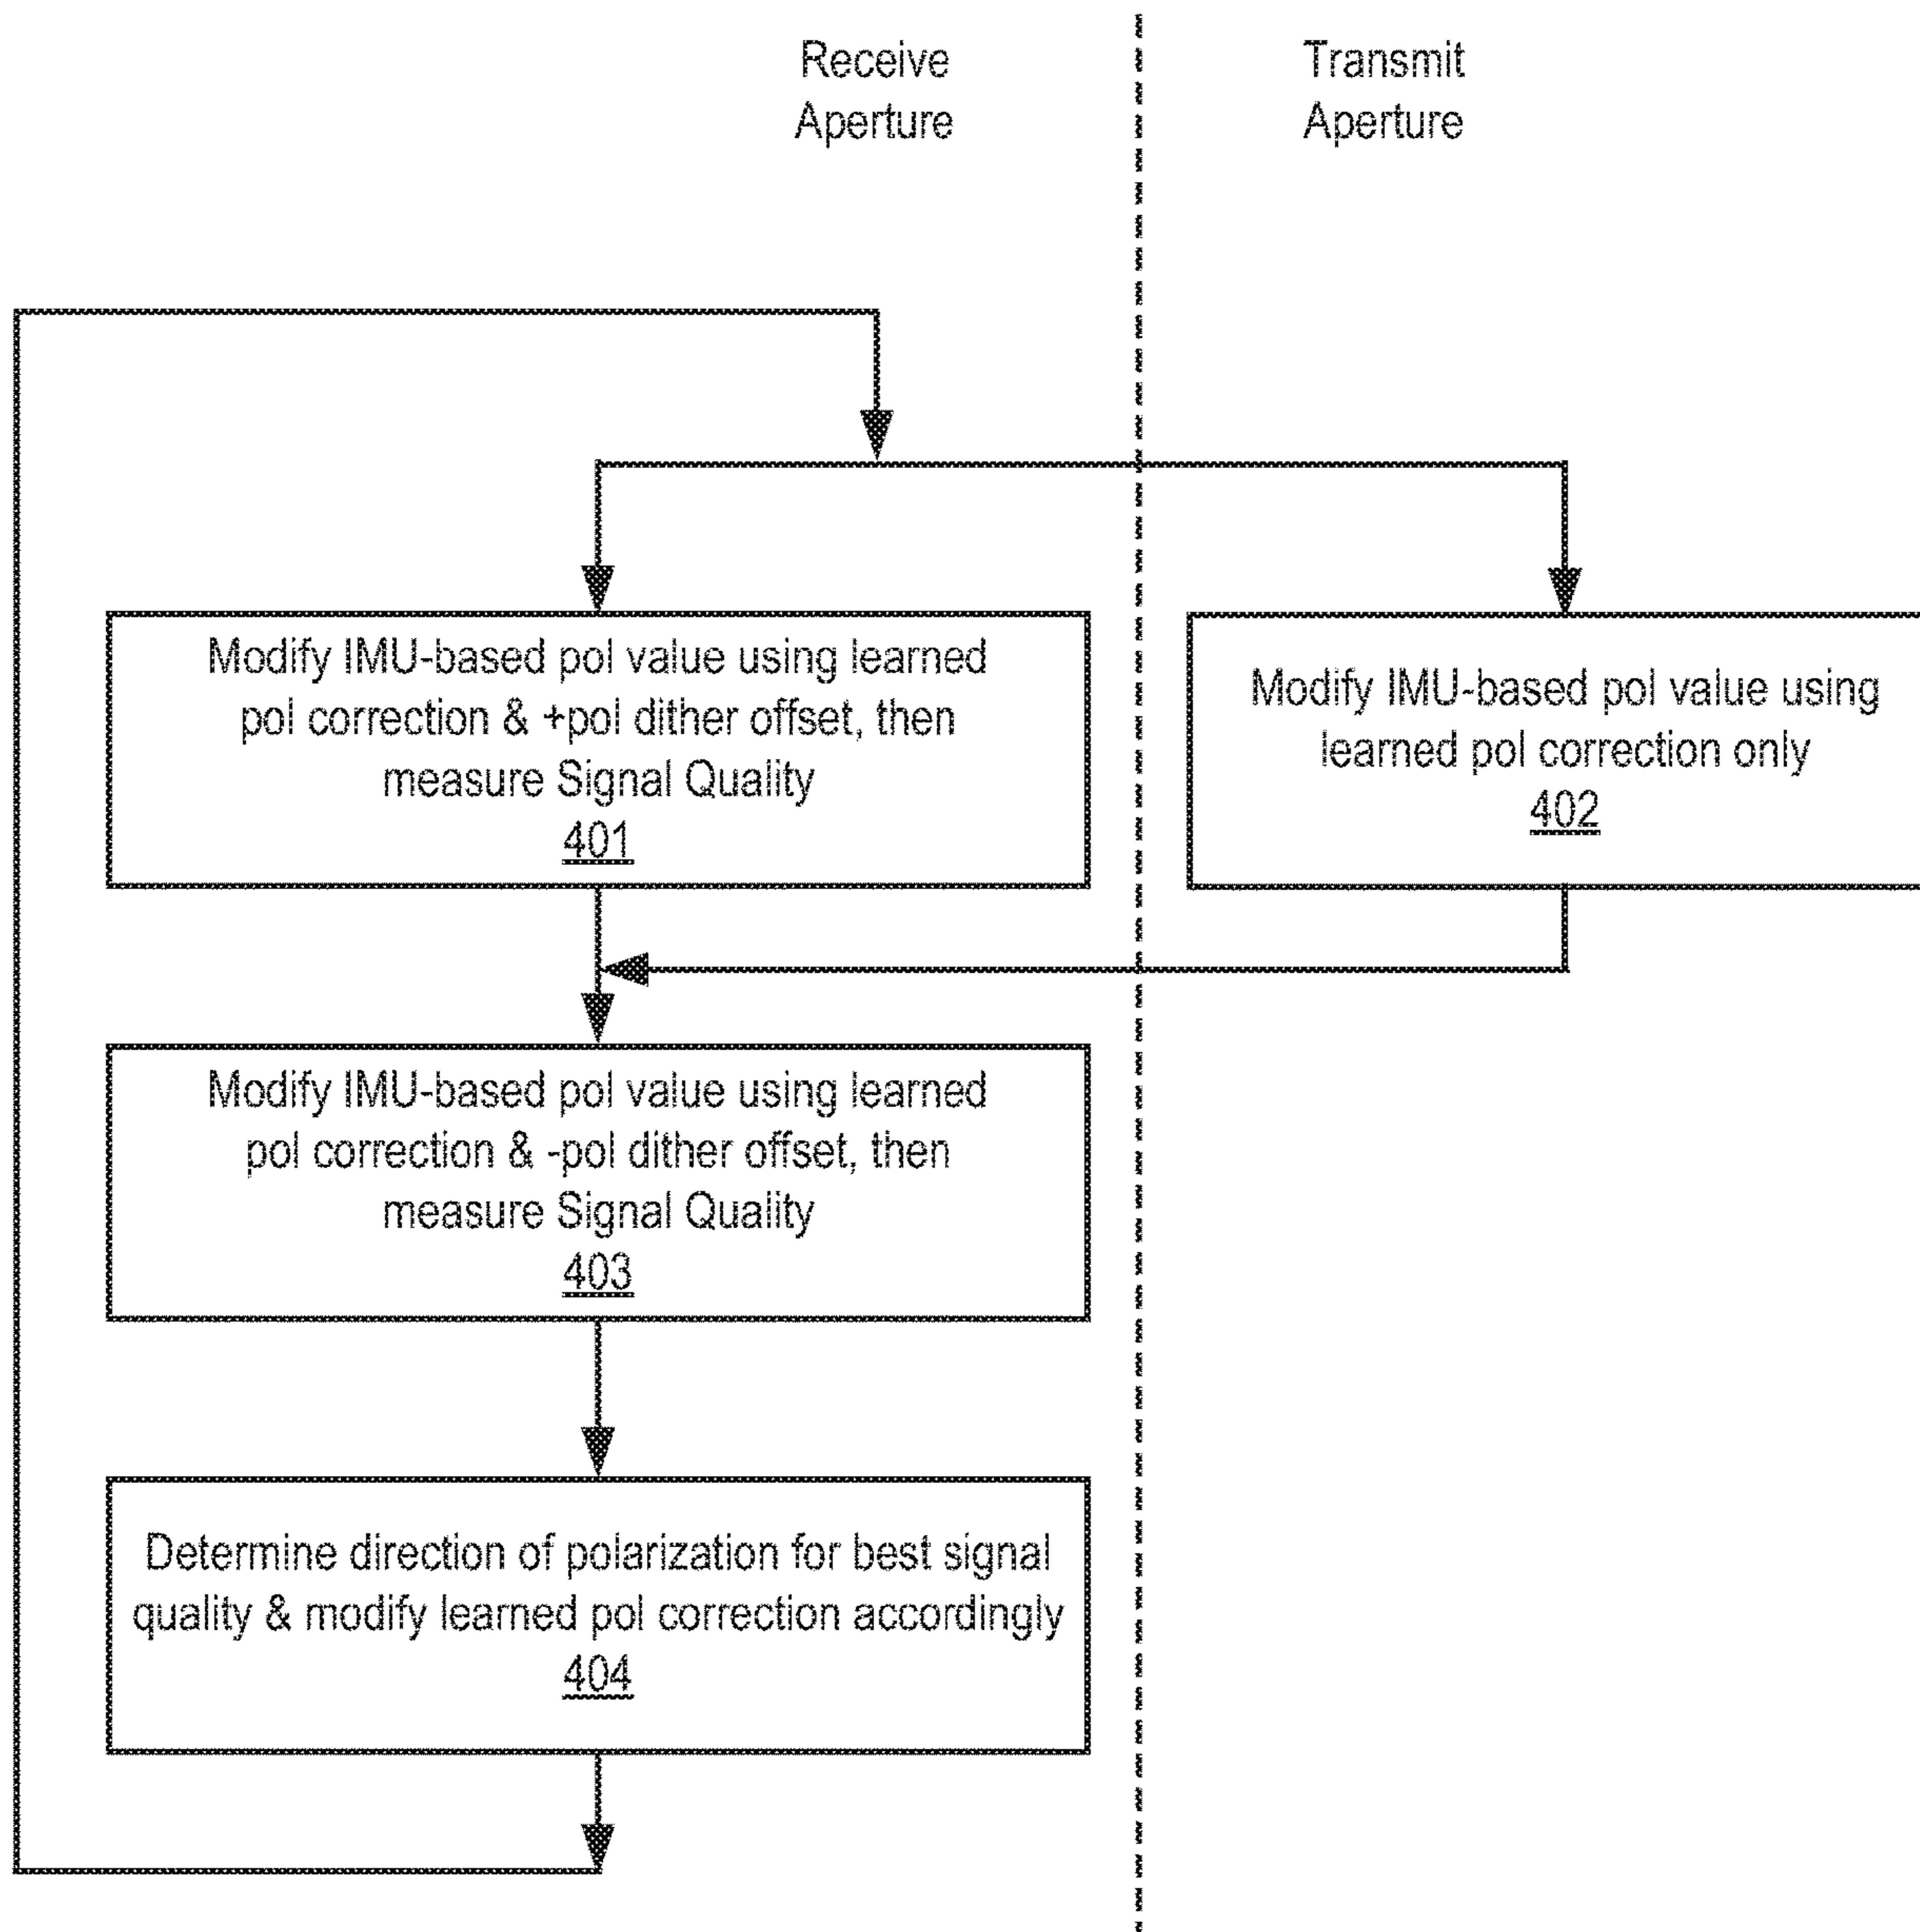 Receive
Aperture
Transmit
Aperture
Modify IMU-based pol value using learned
pol correction & +pol dither offset, then
measure Signal Quality
401
Modify IMU-based pol value using
learned pol correction only
402
Modify IMU-based pol value using learned
pol correction & -pol dither offset, then
measure Signal Quality
403
Determine direction of polarization for best signal
quality & modify learned pol correction accordingly
404